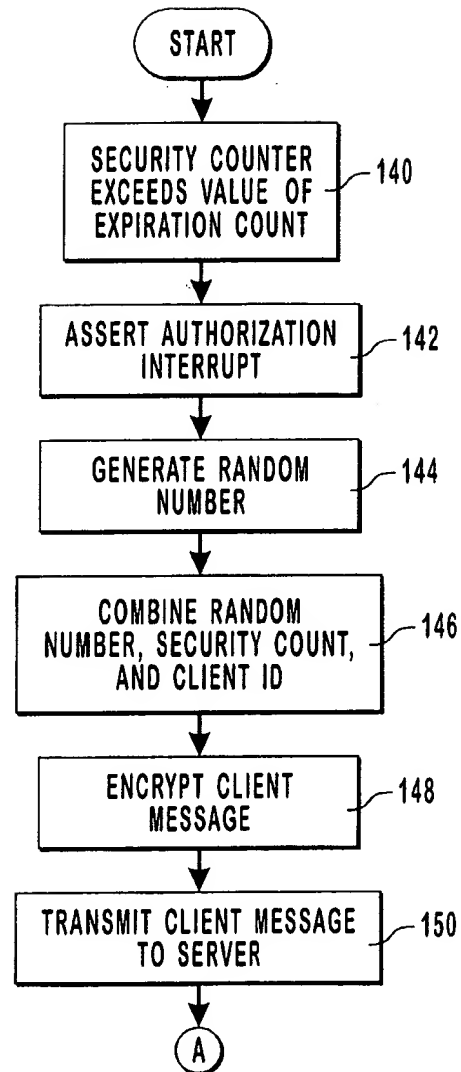 START
SECURITY COUNTER
EXCEEDS VALUE OF
EXPIRATION COUNT
140
ASSERT AUTHORIZATION
INTERRUPT
142
GENERATE RANDOM
NUMBER
144
COMBINE RANDOM
NUMBER, SECURITY COUNT,
AND CLIENT ID
146
ENCRYPT CLIENT
MESSAGE
148
TRANSMIT CLIENT MESSAGE
TO SERVER
150
A